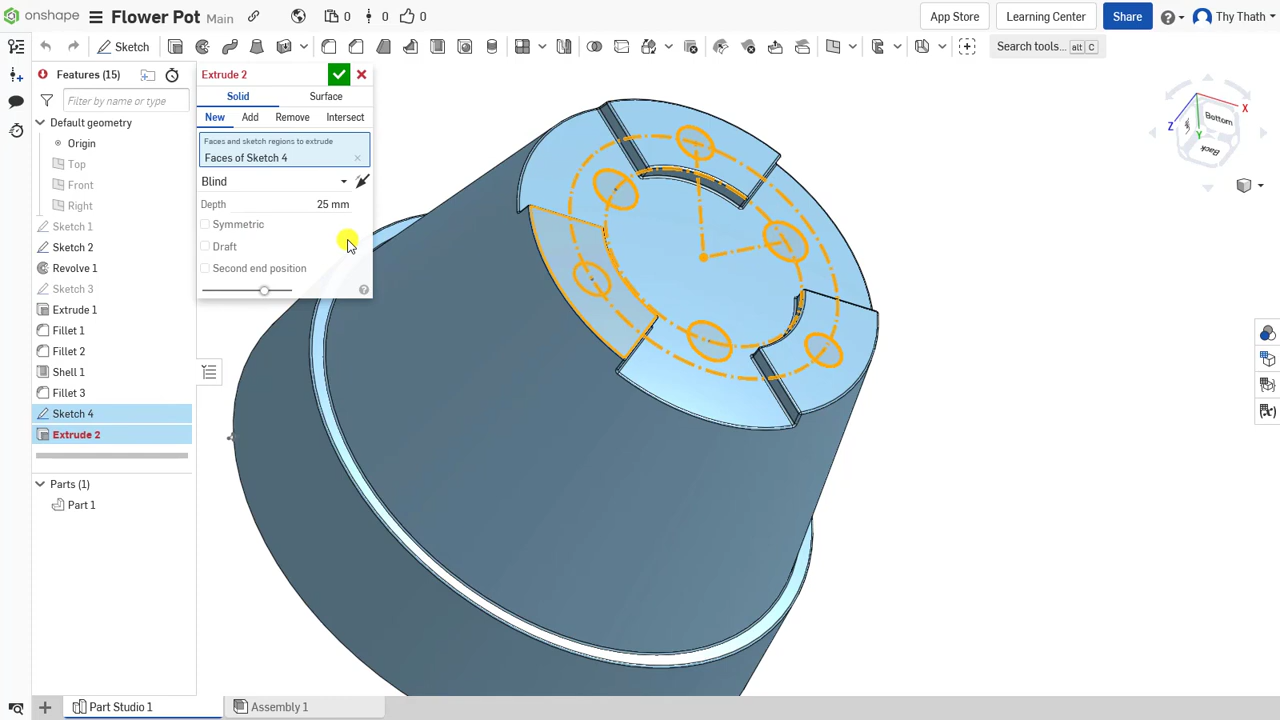 onshape Flower Pot Main 0 0 0 App Store Learning Center Share Thy Thath
Sketch Search tools... alt C
Features (15)
Filter by name or type
Default geometry
Origin
Top
Front
Right
Sketch 1
Sketch 2
Revolve 1
Sketch 3
Extrude 1
Fillet 1
Fillet 2
Shell 1
Fillet 3
Sketch 4
Extrude 2
Parts (1)
Part 1
Extrude 2
Solid Surface
New Add Remove Intersect
Faces and sketch regions to extrude
Faces of Sketch 4
Blind
Depth 25 mm
Symmetric
Draft
Second end position
X
Z
Y
Bottom
Back
Part Studio 1 Assembly 1